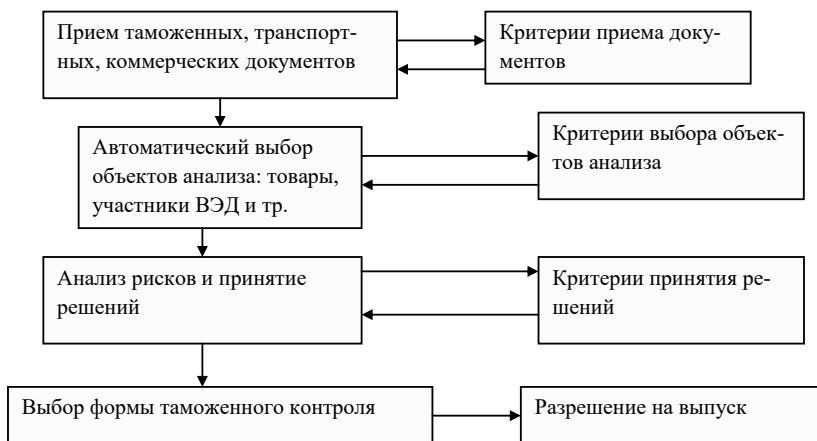 Прием таможенных, транспорт-
ных, коммерческих документов
Критерии приема доку-
ментов
Автоматический выбор
объектов анализа: товары,
участники ВЭД и тр.
Критерии выбора объек-
тов анализа
Анализ рисков и принятие
решений
Критерии принятия ре-
шений
Выбор формы таможенного контроля
Разрешение на выпуск